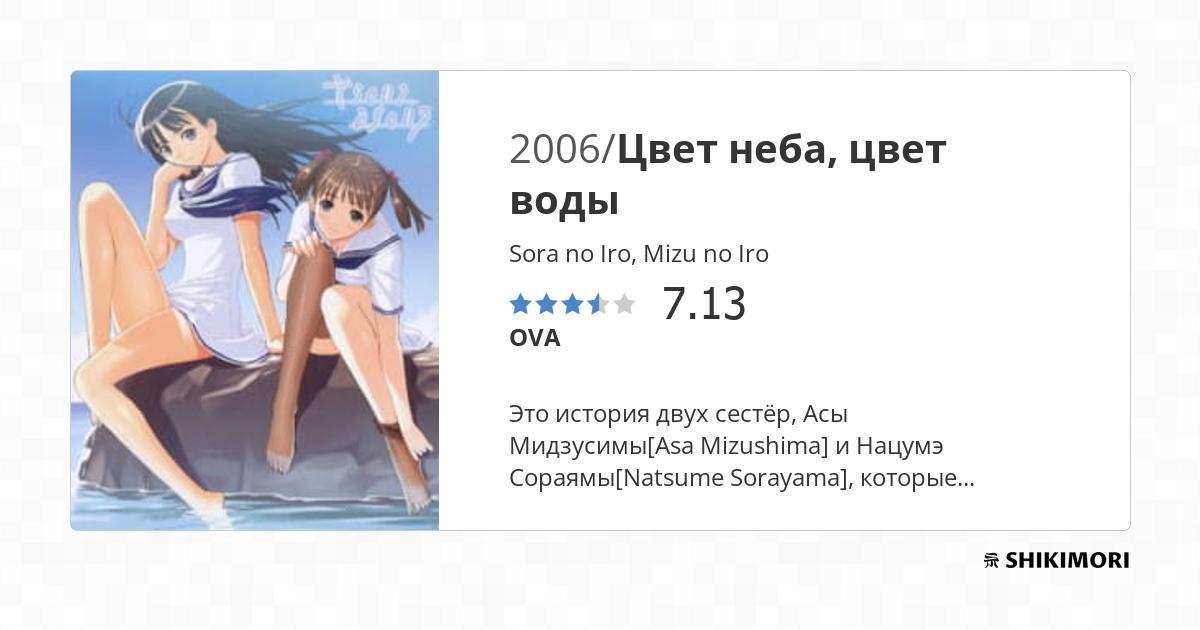 2006/Цвет неба, цвет
воды
Sora no Iro, Mizu no Iro
7.13
OVA
Это история двух сестёр, Асы
Мидзусимы[Asa Mizushima] и Нацумэ
Сораямы[Natsume Sorayama], которые...
SHIKIMORI